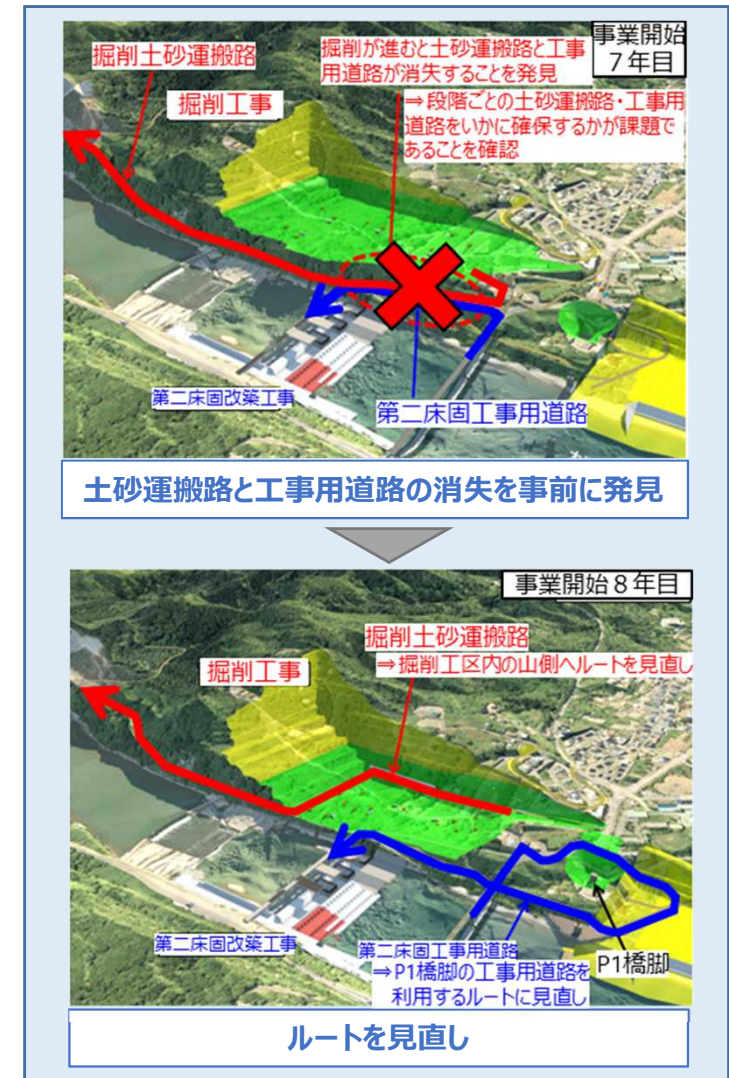 事業開始
7年目
掘削土砂運搬路
掘削が進むと土砂運搬路と工事
用道路が消失することを発見
⇒段階ごとの土砂運搬路・工事用
道路をいかに確保するかが課題で
あることを確認
掘削工事
第二床固改築工事
第二床固工事用道路
土砂運搬路と工事用道路の消失を事前に発見
事業開始8年目
掘削土砂運搬路
⇒掘削工区内の山側へルートを見直し
掘削工事
第二床固改築工事
第二床固工事用道路
⇒P1橋脚の工事用道路を
利用するルートに見直し
P1橋脚
ルートを見直し